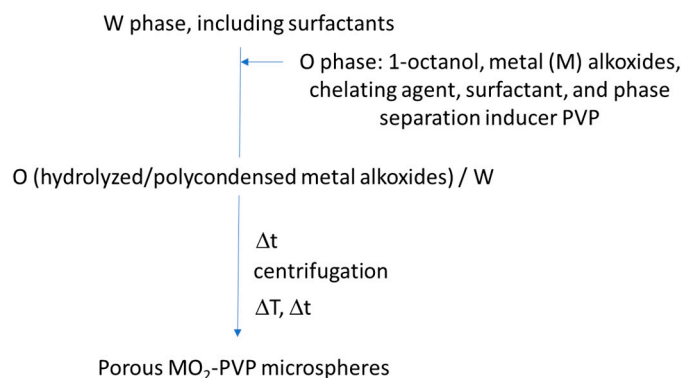 W phase, including surfactants
O phase: 1-octanol, metal (M) alkoxides,
chelating agent, surfactant, and phase
separation inducer PVP
O (hydrolyzed/polycondensed metal alkoxides) / W
Δt
centrifugation
ΔT, Δt
Porous MO₂-PVP microspheres